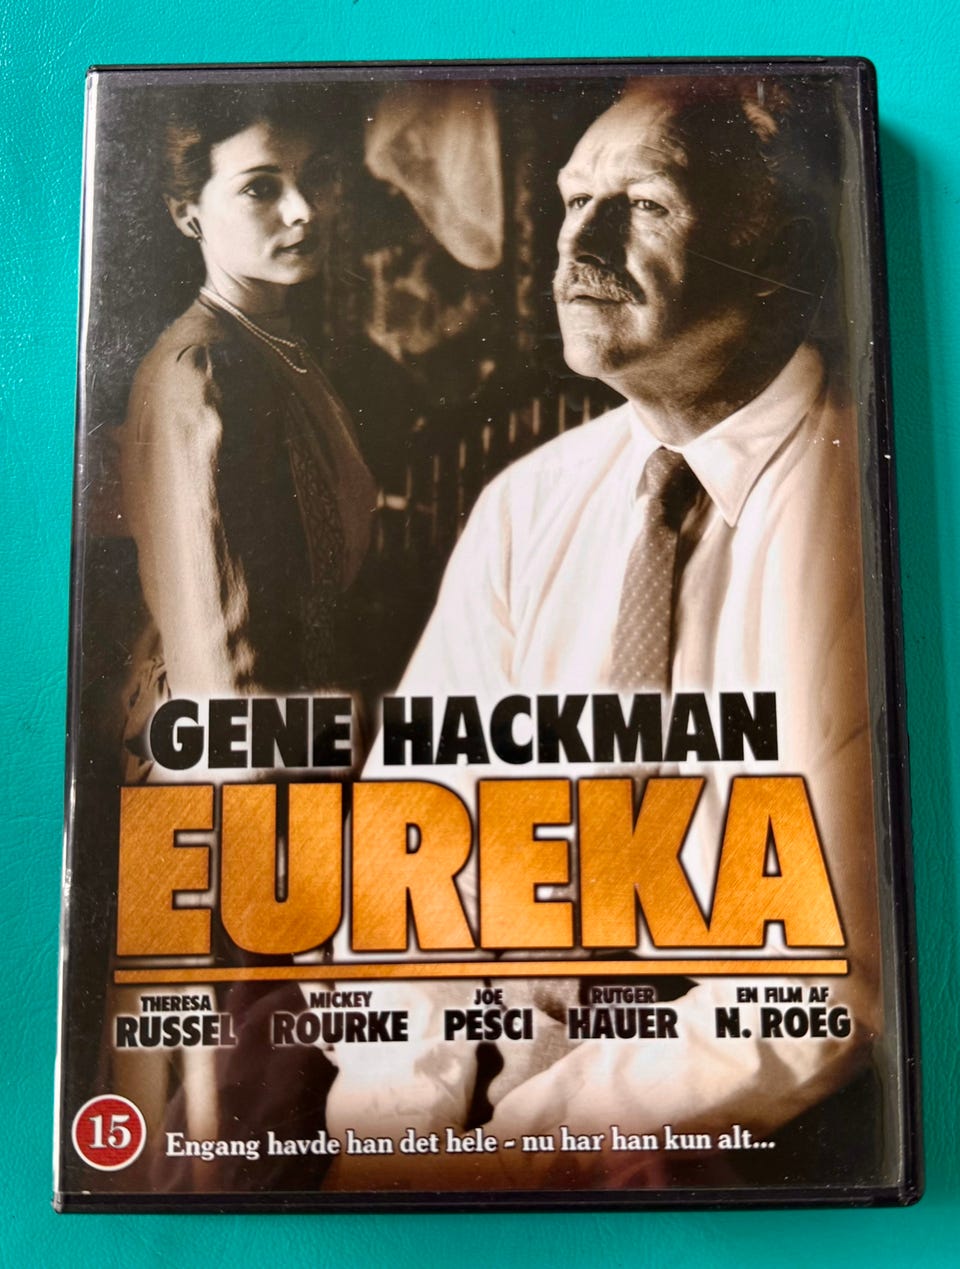 GENE HACKMAN
EUREKA
THERESA RUSSEL
MICKEY ROURKE
JOE PESCI
RUTGER HAUER
EN FILM AF N. ROEG
15
Engang havde han det hele - nu har han kun alt...